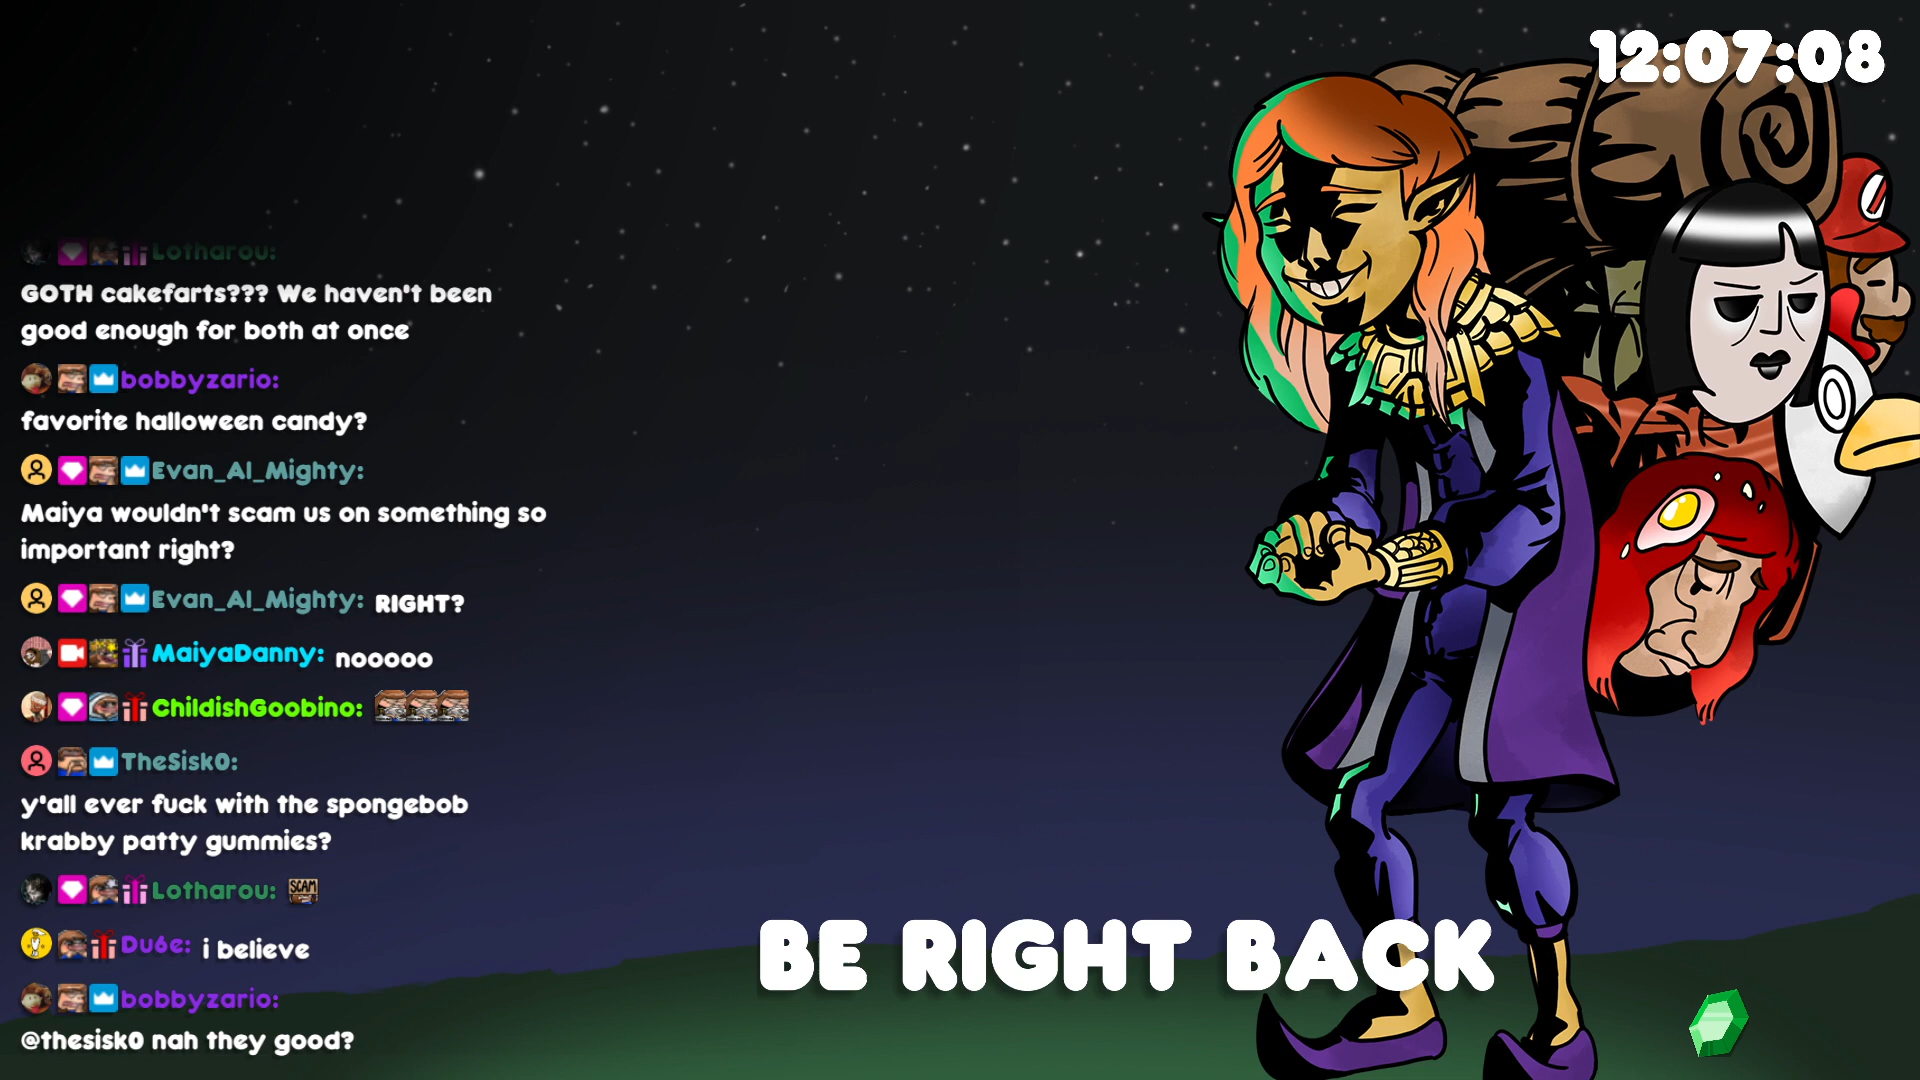 12:07:08
Lotharou:
GOTH cakefarts??? We haven't been
good enough for both at once
bobbyzario:
favorite halloween candy?
Evan_Al_Mighty:
Maiya wouldn't scam us on something so
important right?
Evan_Al_Mighty: RIGHT?
MaiyaDanny: nooooo
ChildishGoobino:
TheSisk0:
y'all ever fuck with the spongebob
krabby patty gummies?
Lotharou: SCAM
Du6e: i believe
bobbyzario:
@thesisk0 nah they good?
BE RIGHT BACK